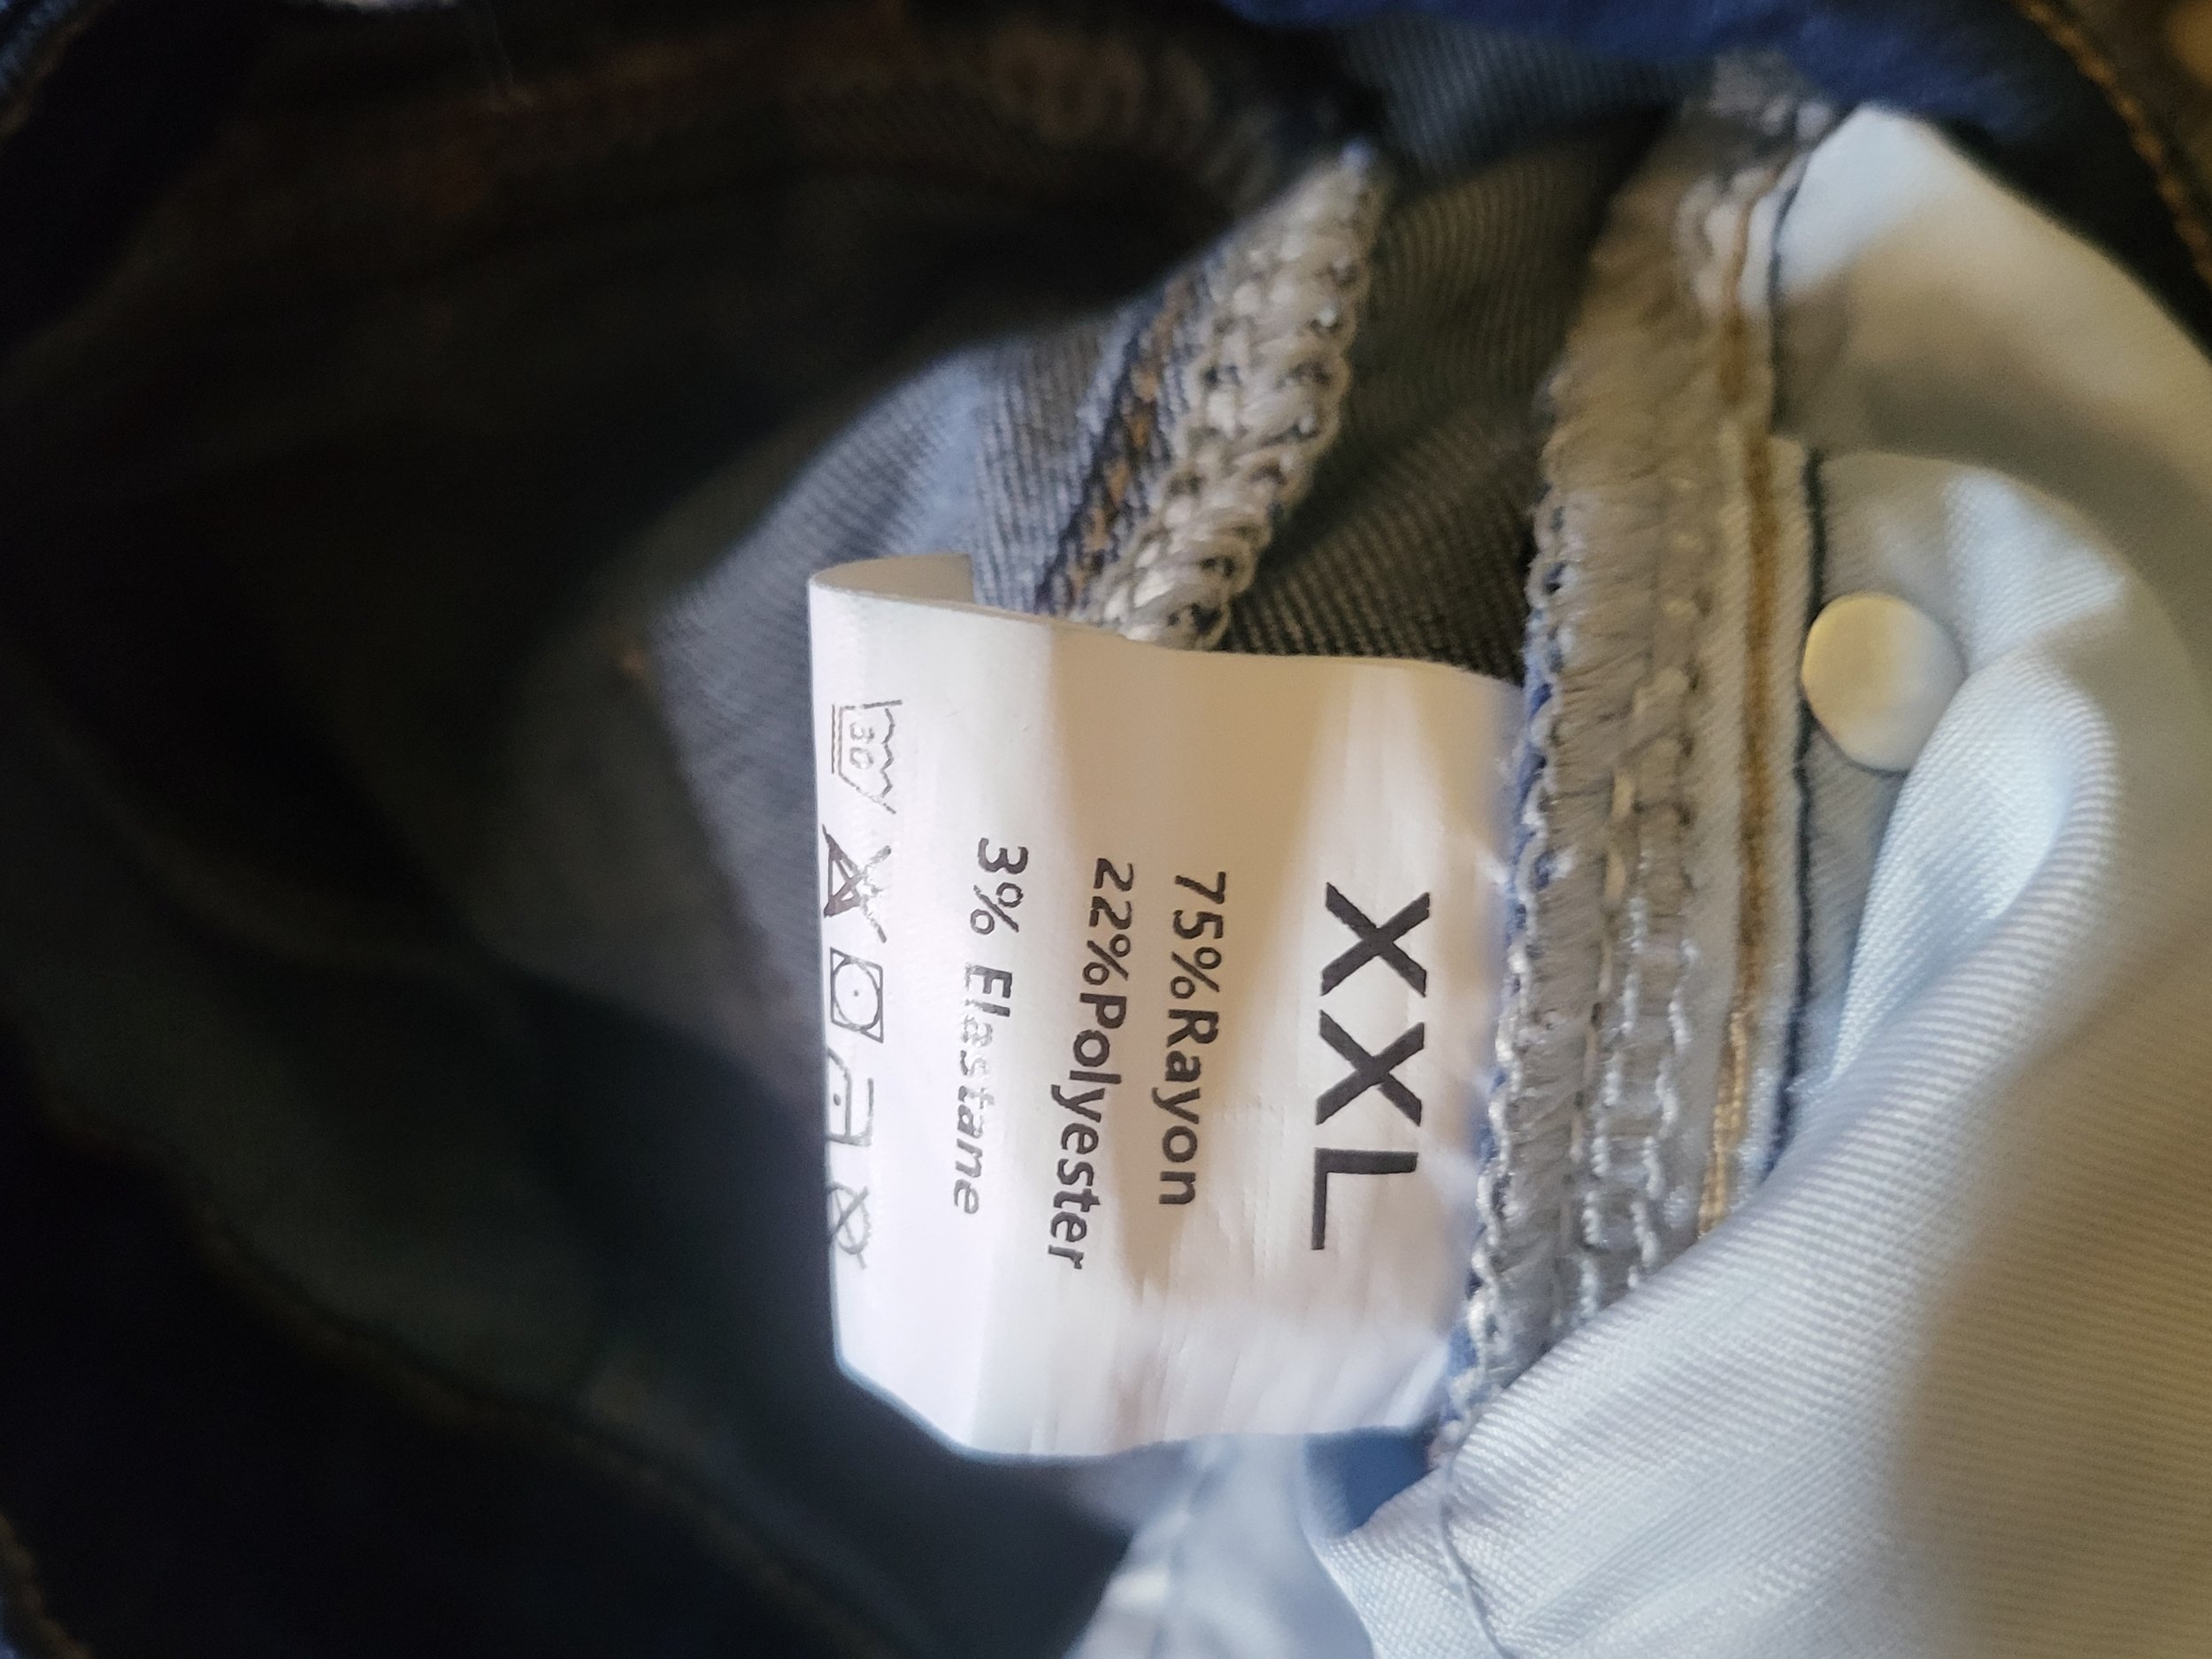 XXL
75%Rayon
22%Polyester
3% Elastane
30